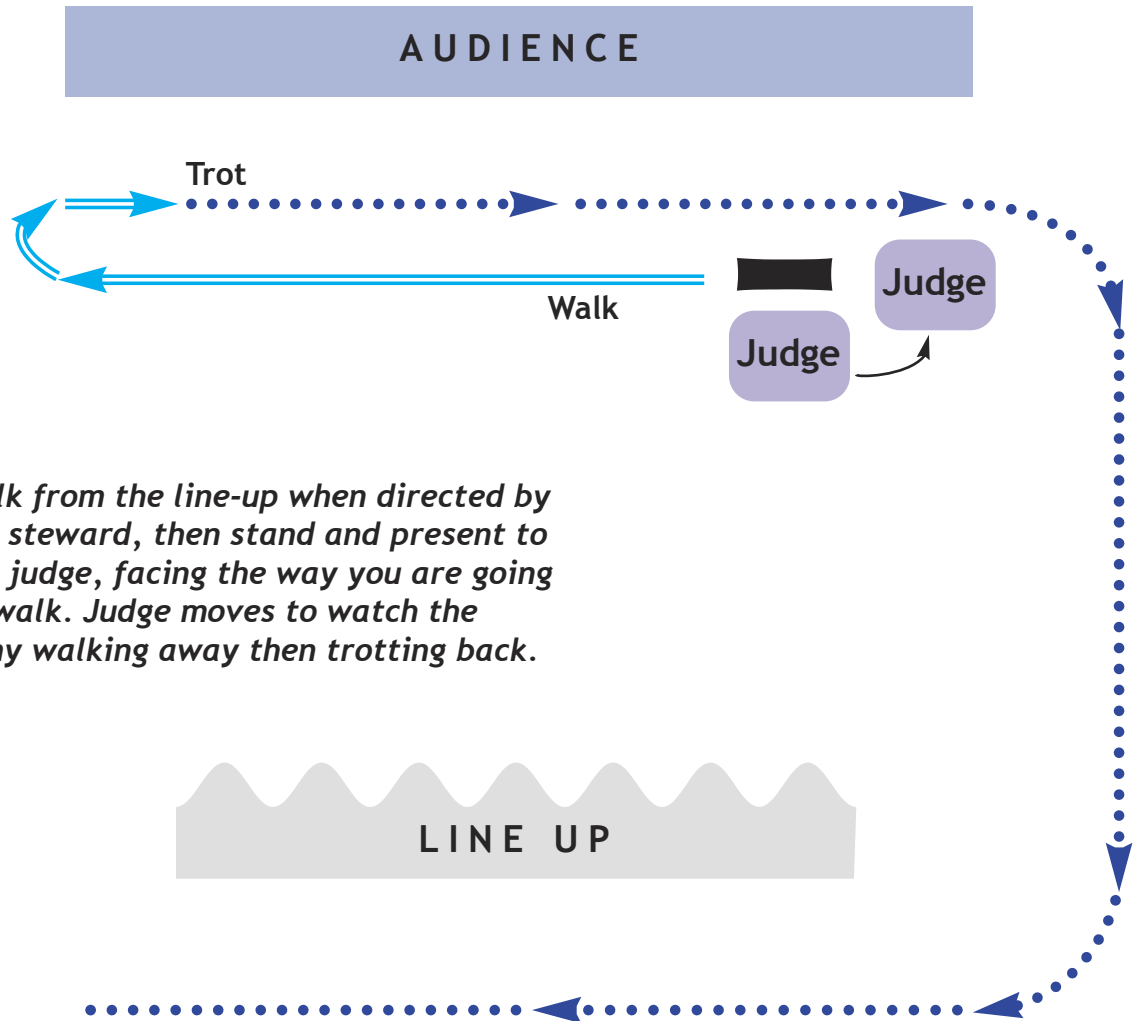 AUDIENCE
Trot
Judge
Walk
Judge
lk from the line-up when directed by
steward, then stand and present to
judge, facing the way you are going
walk. Judge moves to watch the
ny walking away then trotting back.
LINE UP